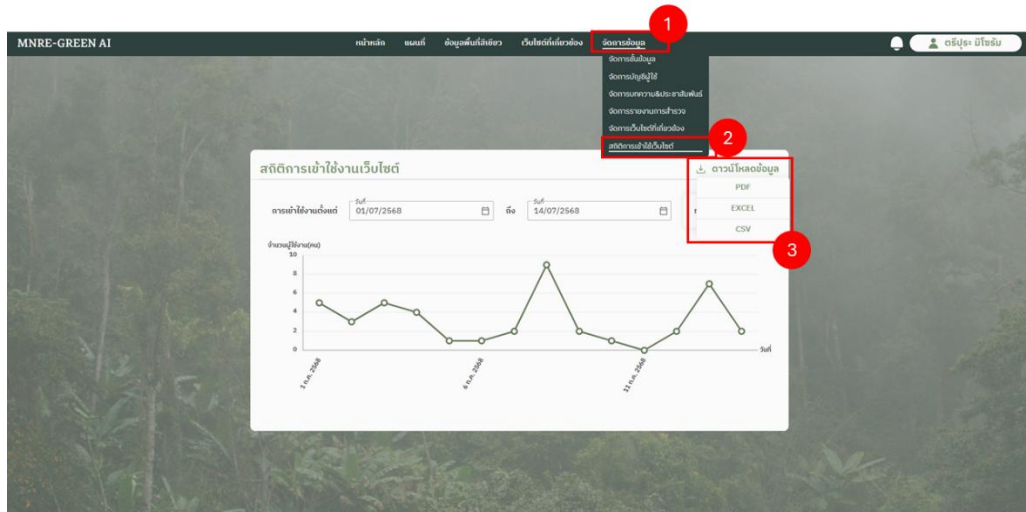 1
MNRE-GREEN AI
หน้าหลัก แผนที่ ข้อมูลพื้นที่สีเขียว เว็บไซต์ที่เกี่ยวข้อง จัดการข้อมูล
ตรีปุระ มิโซรัม
จัดการชั้นข้อมูล
จัดการบัญชีผู้ใช้
จัดการบทความ&ประชาสัมพันธ์
จัดการรายงานการสำรวจ
จัดการเว็บไซต์ที่เกี่ยวข้อง
สถิติการเข้าใช้เว็บไซต์
2
สถิติการเข้าใช้งานเว็บไซต์
ดาวน์โหลดข้อมูล
PDF
EXCEL
CSV
3
การเข้าใช้งานตั้งแต่ วันที่ 01/07/2568 ถึง วันที่ 14/07/2568
จำนวนผู้ใช้งาน(คน)
10
8
6
4
2
0
วันที่
1 ก.ค. 2568
6 ก.ค. 2568
11 ก.ค. 2568